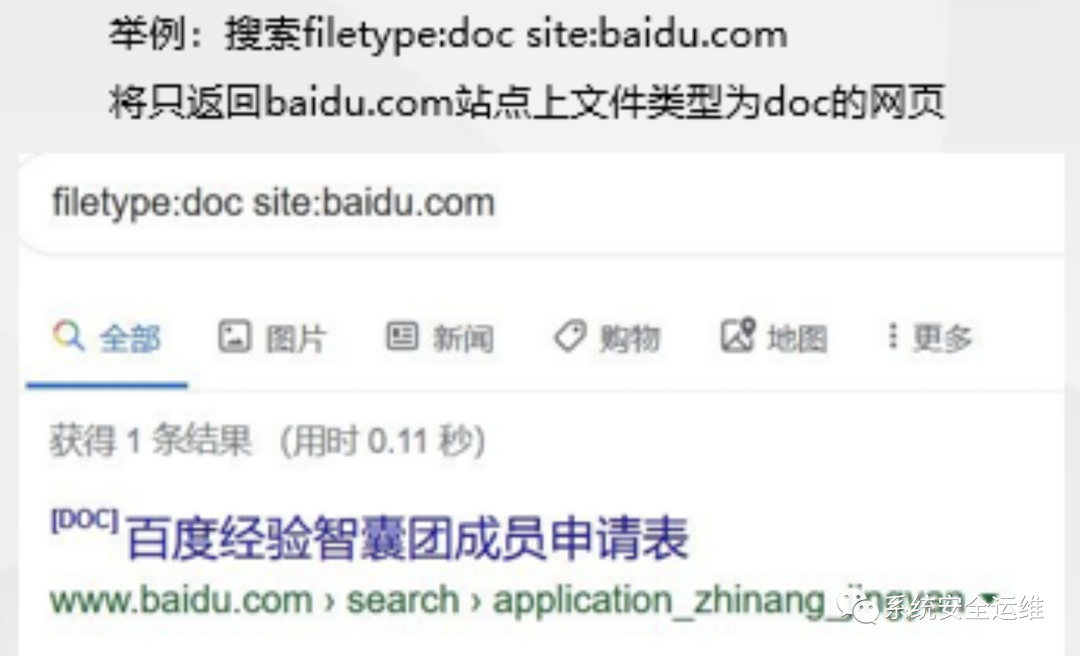 举例：搜索filetype:doc site:baidu.com
将只返回baidu.com站点上文件类型为doc的网页
filetype:doc site:baidu.com
全部 图片 新闻 购物 地图 更多
获得 1 条结果 （用时 0.11 秒）
[DOC] 百度经验智囊团成员申请表
www.baidu.com › search › application_zhinang
系统安全运维